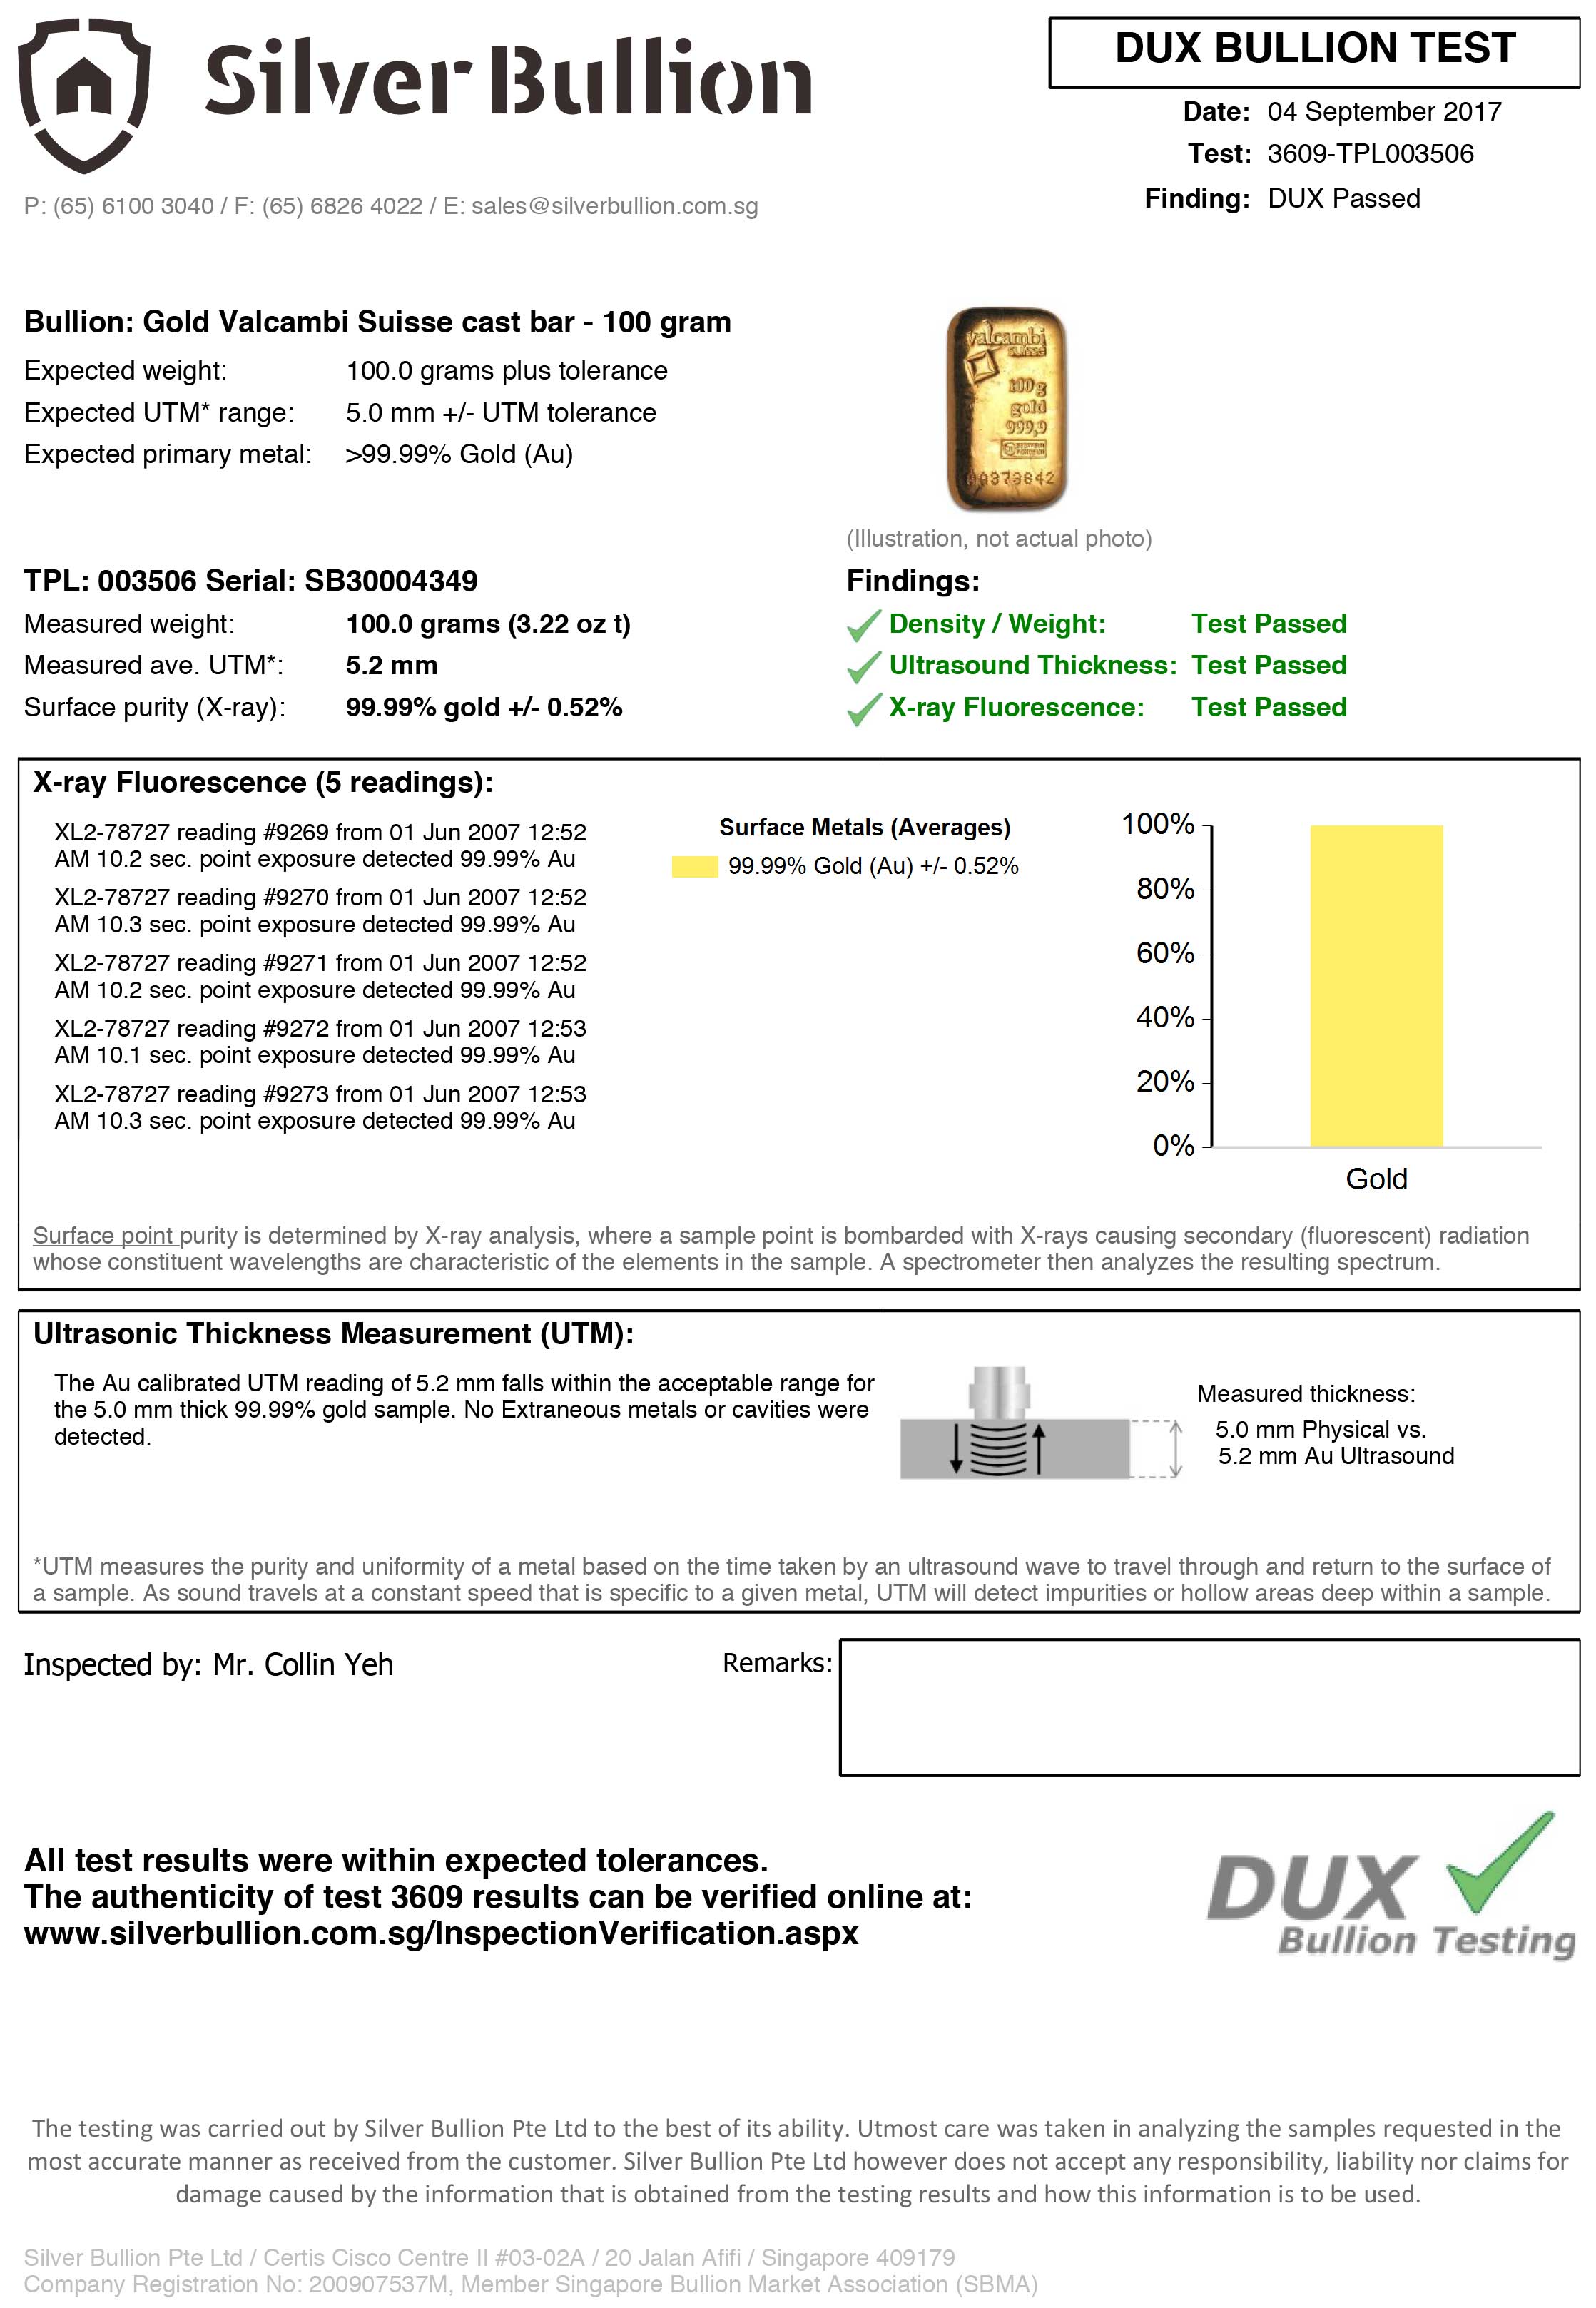 Silver Bullion
DUX BULLION TEST
Date: 04 September 2017
Test: 3609-TPL003506
P: (65) 6100 3040 / F: (65) 6826 4022 / E: sales@silverbullion.com.sg
Finding: DUX Passed
Bullion: Gold Valcambi Suisse cast bar - 100 gram
Expected weight: 100.0 grams plus tolerance
Expected UTM* range: 5.0 mm +/- UTM tolerance
Expected primary metal: >99.99% Gold (Au)
valcambi
suisse
100 g
gold
999,9
AA373842
(Illustration, not actual photo)
TPL: 003506 Serial: SB30004349
Measured weight: 100.0 grams (3.22 oz t)
Measured ave. UTM*: 5.2 mm
Surface purity (X-ray): 99.99% gold +/- 0.52%
Findings:
Density / Weight: Test Passed
Ultrasound Thickness: Test Passed
X-ray Fluorescence: Test Passed
X-ray Fluorescence (5 readings):
XL2-78727 reading #9269 from 01 Jun 2007 12:52
AM 10.2 sec. point exposure detected 99.99% Au
XL2-78727 reading #9270 from 01 Jun 2007 12:52
AM 10.3 sec. point exposure detected 99.99% Au
XL2-78727 reading #9271 from 01 Jun 2007 12:52
AM 10.2 sec. point exposure detected 99.99% Au
XL2-78727 reading #9272 from 01 Jun 2007 12:53
AM 10.1 sec. point exposure detected 99.99% Au
XL2-78727 reading #9273 from 01 Jun 2007 12:53
AM 10.3 sec. point exposure detected 99.99% Au
Surface Metals (Averages)
99.99% Gold (Au) +/- 0.52%
100%
80%
60%
40%
20%
0%
Gold
Surface point purity is determined by X-ray analysis, where a sample point is bombarded with X-rays causing secondary (fluorescent) radiation
whose constituent wavelengths are characteristic of the elements in the sample. A spectrometer then analyzes the resulting spectrum.
Ultrasonic Thickness Measurement (UTM):
The Au calibrated UTM reading of 5.2 mm falls within the acceptable range for
the 5.0 mm thick 99.99% gold sample. No Extraneous metals or cavities were
detected.
Measured thickness:
5.0 mm Physical vs.
5.2 mm Au Ultrasound
*UTM measures the purity and uniformity of a metal based on the time taken by an ultrasound wave to travel through and return to the surface of
a sample. As sound travels at a constant speed that is specific to a given metal, UTM will detect impurities or hollow areas deep within a sample.
Inspected by: Mr. Collin Yeh
Remarks:
All test results were within expected tolerances.
The authenticity of test 3609 results can be verified online at:
www.silverbullion.com.sg/InspectionVerification.aspx
DUX
Bullion Testing
The testing was carried out by Silver Bullion Pte Ltd to the best of its ability. Utmost care was taken in analyzing the samples requested in the
most accurate manner as received from the customer. Silver Bullion Pte Ltd however does not accept any responsibility, liability nor claims for
damage caused by the information that is obtained from the testing results and how this information is to be used.
Silver Bullion Pte Ltd / Certis Cisco Centre II #03-02A / 20 Jalan Afifi / Singapore 409179
Company Registration No: 200907537M, Member Singapore Bullion Market Association (SBMA)